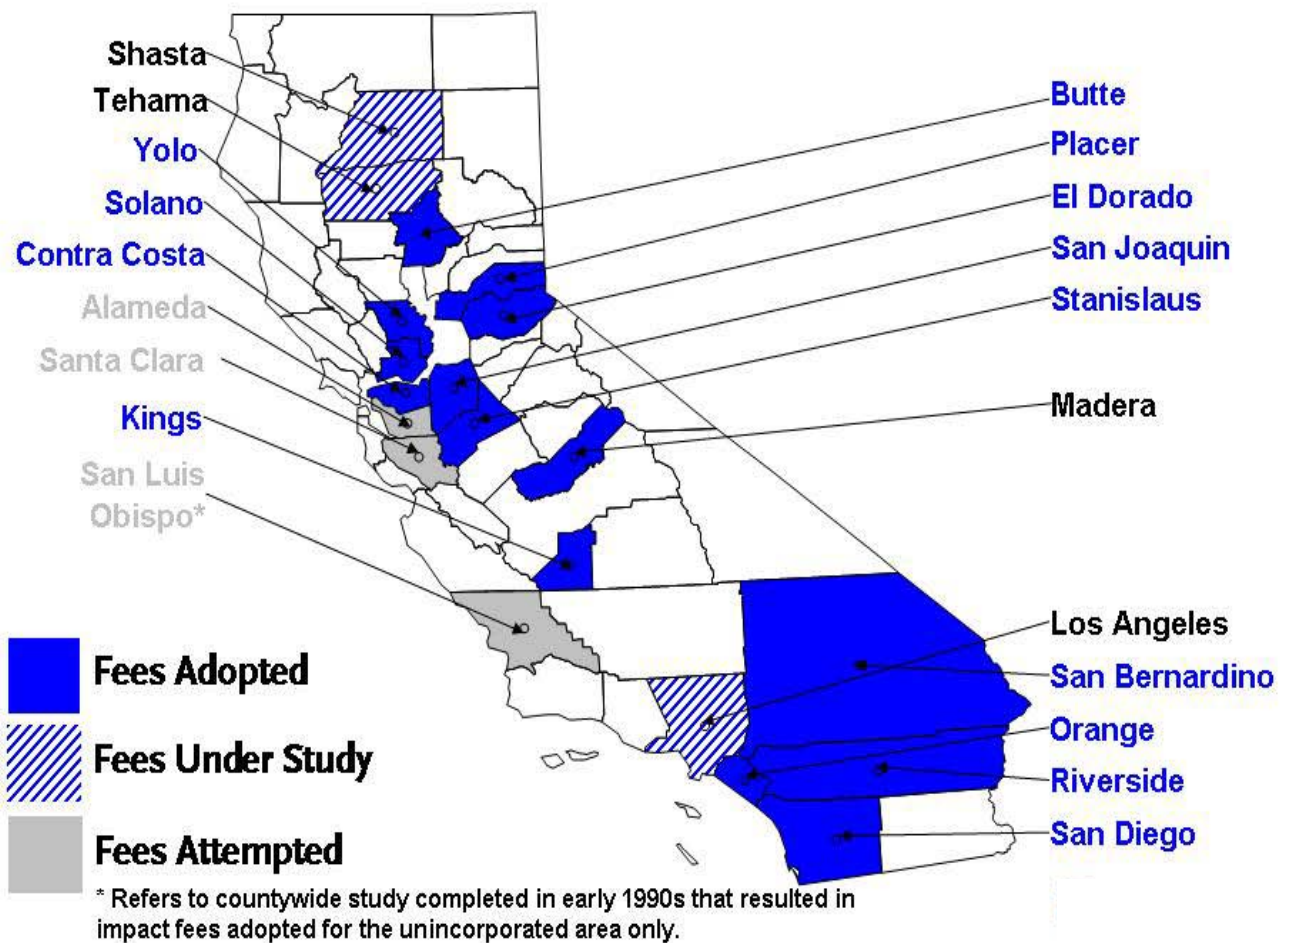 Shasta
Tehama
Yolo
Solano
Contra Costa
Alameda
Santa Clara
Kings
San Luis
Obispo*
Butte
Placer
El Dorado
San Joaquin
Stanislaus
Madera
Los Angeles
San Bernardino
Orange
Riverside
San Diego
Fees Adopted
Fees Under Study
Fees Attempted
* Refers to countywide study completed in early 1990s that resulted in
impact fees adopted for the unincorporated area only.